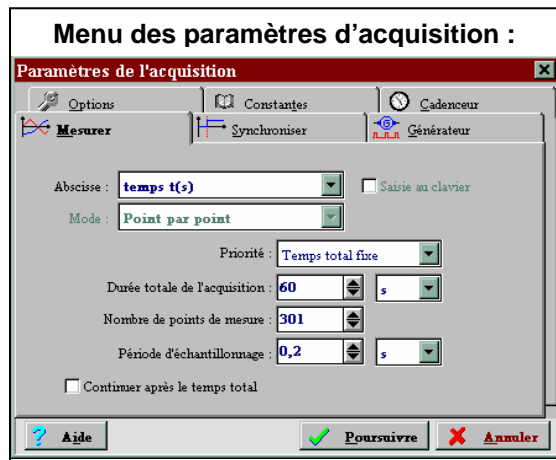 Menu des paramètres d'acquisition :
Paramètres de l'acquisition
Options Constantes Cadenceur
Mesurer Synchroniser Générateur
Abscisse : temps t(s) Saisie au clavier
Mode : Point par point
Priorité : Temps total fixe
Durée totale de l'acquisition : 60 s
Nombre de points de mesure : 301
Période d'échantillonnage : 0,2 s
Continuer après le temps total
? Aide Poursuivre Annuler